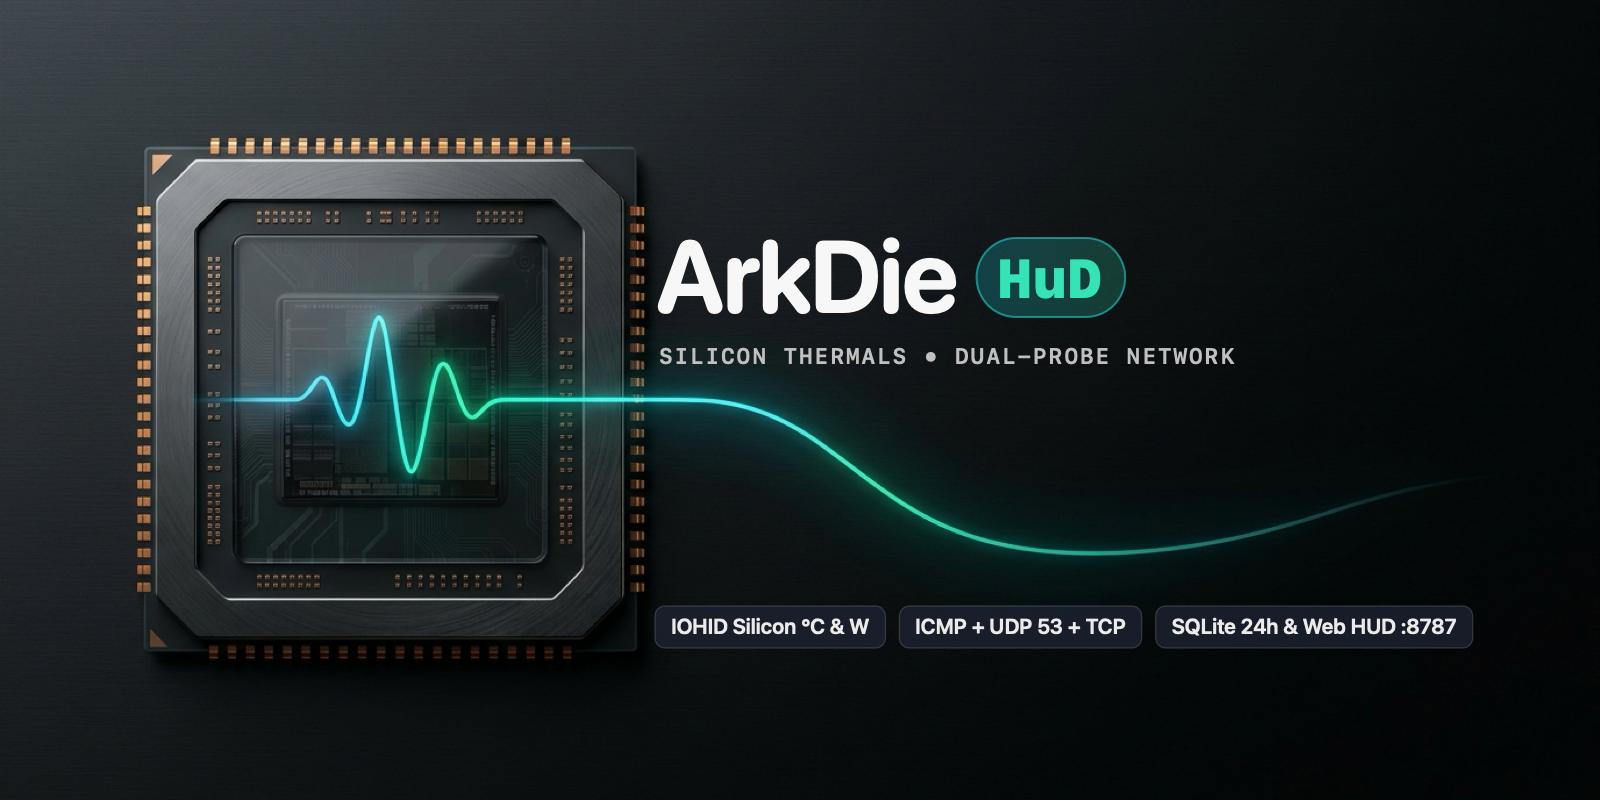 ArkDie HuD
SILICON THERMALS • DUAL-PROBE NETWORK
IOHID Silicon °C & W
ICMP + UDP 53 + TCP
SQLite 24h & Web HUD :8787